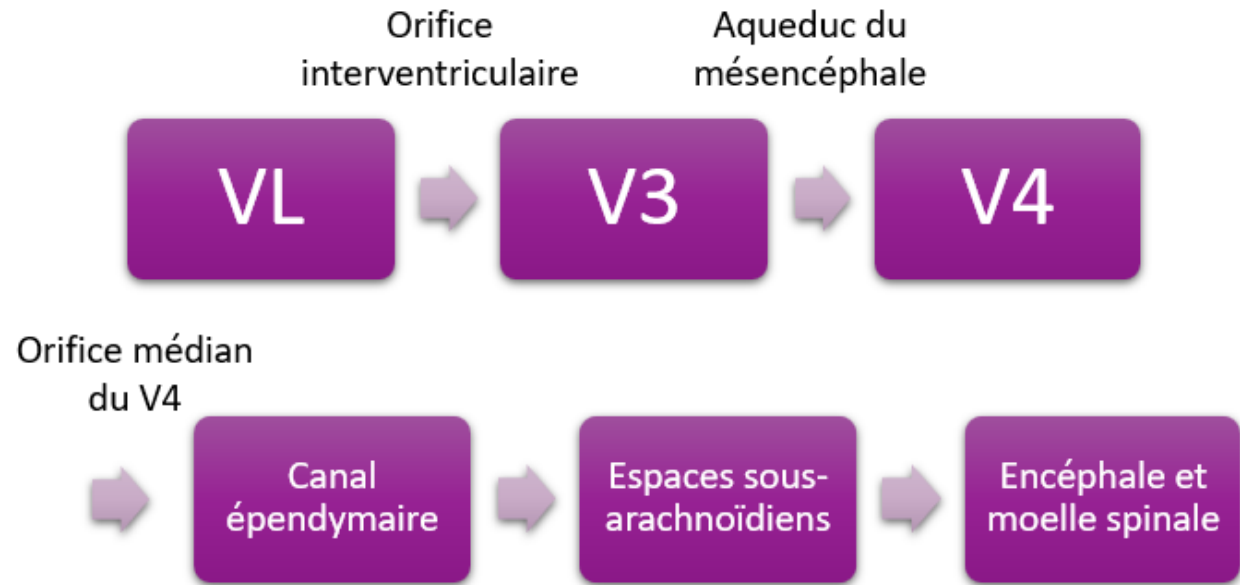 Orifice
interventriculaire
Aqueduc du
mésencéphale
VL
V3
V4
Orifice médian
du V4
Canal
épendymaire
Espaces sous-
arachnoïdiens
Encéphale et
moelle spinale